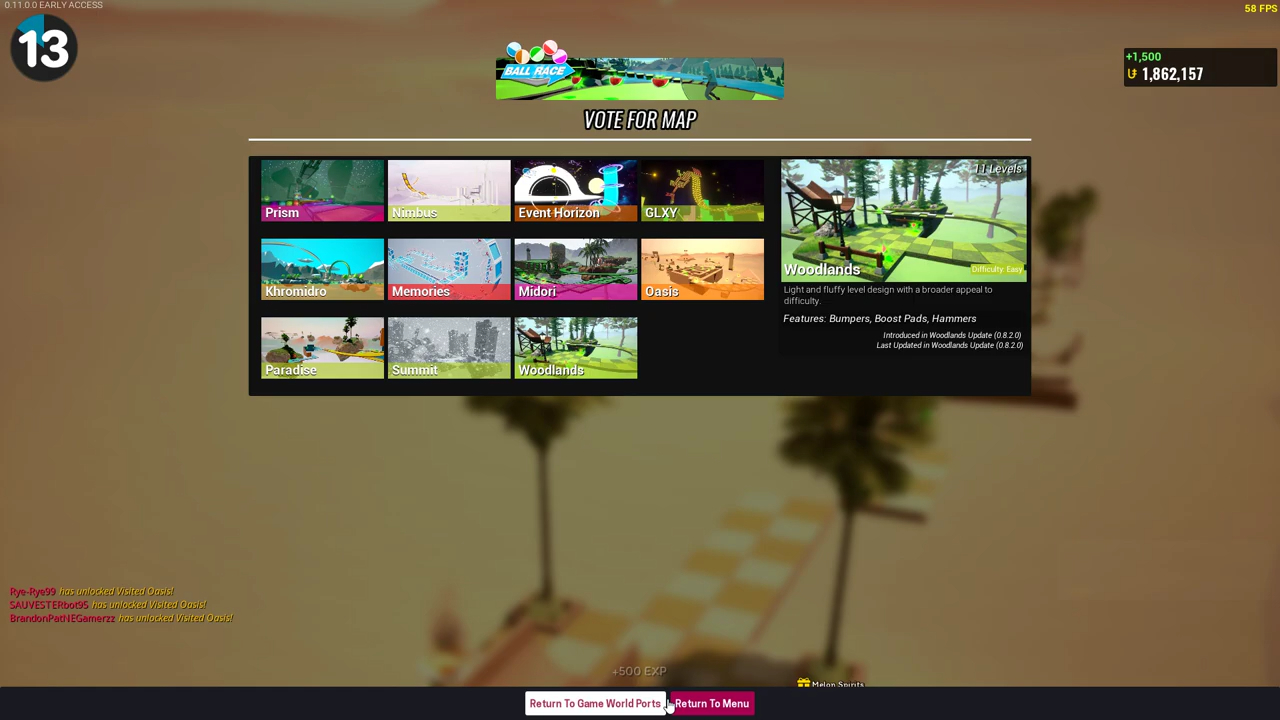 0.11.0.0 EARLY ACCESS
58 FPS
13
+1,500
1,862,157
BALL RACE
VOTE FOR MAP
Prism
Nimbus
Event Horizon
GLXY
Khromidro
Memories
Midori
Oasis
Paradise
Summit
Woodlands
11 Levels
Woodlands
Difficulty: Easy
Light and fluffy level design with a broader appeal to
difficulty.
Features: Bumpers, Boost Pads, Hammers
Introduced in Woodlands Update (0.8.2.0)
Last Updated in Woodlands Update (0.8.2.0)
Rye-Rye99 has unlocked Visited Oasis!
SAUVESTERbot95 has unlocked Visited Oasis!
BrandonPatNEGamerzz has unlocked Visited Oasis!
+500 EXP
Melon Spirits
Return To Game World Ports
Return To Menu